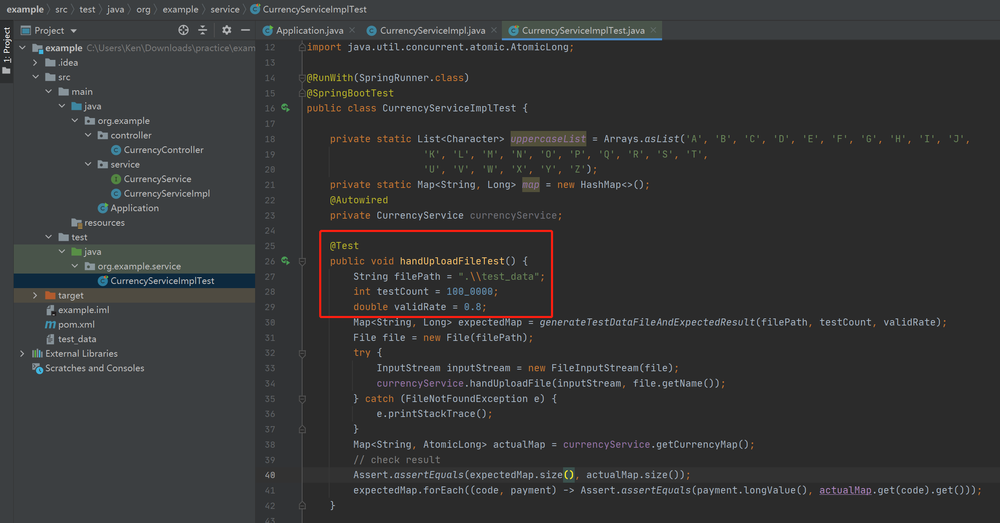 example src test java org example service CurrencyServiceImplTest
1: Project
Project
Application.java CurrencyServiceImpl.java CurrencyServiceImplTest.java
example C:\Users\Ken\Downloads\practice\exam
.idea
src
main
java
org.example
controller
CurrencyController
service
CurrencyService
CurrencyServiceImpl
Application
resources
test
java
org.example.service
CurrencyServiceImplTest
target
example.iml
pom.xml
test_data
External Libraries
Scratches and Consoles
12 import java.util.concurrent.atomic.AtomicLong;
13
14 @RunWith(SpringRunner.class)
15 @SpringBootTest
16 public class CurrencyServiceImplTest {
17
18 private static List<Character> uppercaseList = Arrays.asList('A', 'B', 'C', 'D', 'E', 'F', 'G', 'H', 'I', 'J',
19 'K', 'L', 'M', 'N', 'O', 'P', 'Q', 'R', 'S', 'T',
20 'U', 'V', 'W', 'X', 'Y', 'Z');
21 private static Map<String, Long> map = new HashMap<>();
22 @Autowired
23 private CurrencyService currencyService;
24
25 @Test
26 public void handUploadFileTest() {
27 String filePath = ".\\test_data";
28 int testCount = 100_0000;
29 double validRate = 0.8;
30 Map<String, Long> expectedMap = generateTestDataFileAndExpectedResult(filePath, testCount, validRate);
31 File file = new File(filePath);
32 try {
33 InputStream inputStream = new FileInputStream(file);
34 currencyService.handUploadFile(inputStream, file.getName());
35 } catch (FileNotFoundException e) {
36 e.printStackTrace();
37 }
38 Map<String, AtomicLong> actualMap = currencyService.getCurrencyMap();
39 // check result
40 Assert.assertEquals(expectedMap.size(), actualMap.size());
41 expectedMap.forEach((code, payment) -> Assert.assertEquals(payment.longValue(), actualMap.get(code).get()));
42 }
43